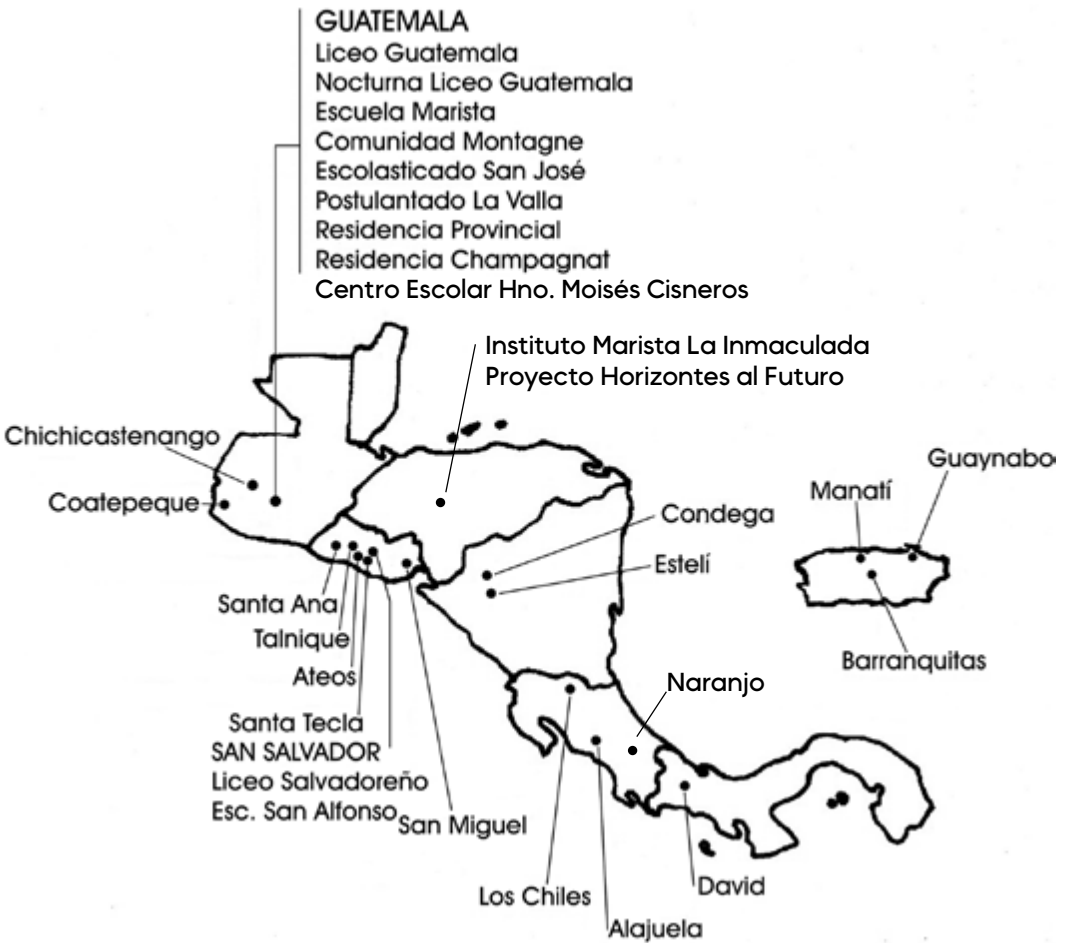 GUATEMALA
Liceo Guatemala
Nocturna Liceo Guatemala
Escuela Marista
Comunidad Montagne
Escolasticado San José
Postulantado La Valla
Residencia Provincial
Residencia Champagnat
Centro Escolar Hno. Moisés Cisneros
Instituto Marista La Inmaculada
Proyecto Horizontes al Futuro
Chichicastenango
Coatepeque
Guaynabo
Manatí
Condega
Estelí
Santa Ana
Talnique
Ateos
Barranquitas
Naranjo
Santa Tecla
SAN SALVADOR
Liceo Salvadoreño
Esc. San Alfonso
San Miguel
Los Chiles
David
Alajuela